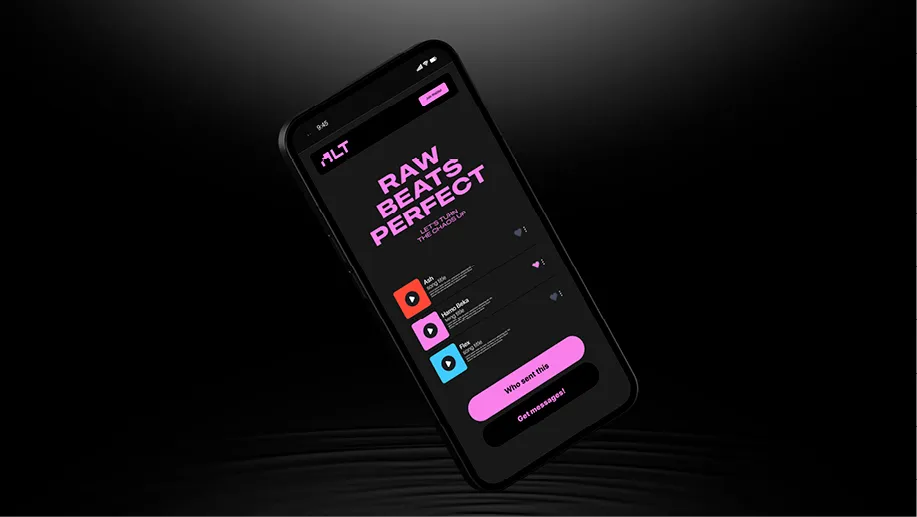 9:45
ALT
RAW
BEATS
PERFECT
LET'S TURN
THE CHAOS UP
Ash
song title
Hamo Beka
song title
Flex
song title
Who sent this
Get messages!